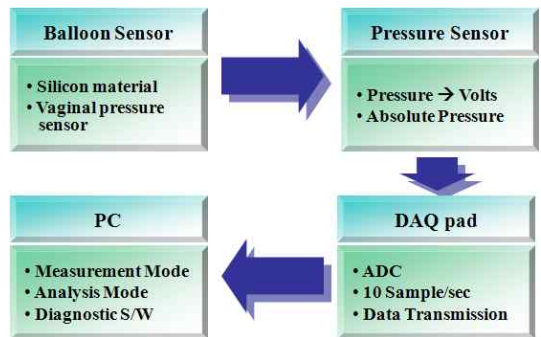 Balloon Sensor
• Silicon material
• Vaginal pressure
sensor
Pressure Sensor
• Pressure → Volts
• Absolute Pressure
PC
• Measurement Mode
• Analysis Mode
• Diagnostic S/W
DAQ pad
• ADC
• 10 Sample/sec
• Data Transmission